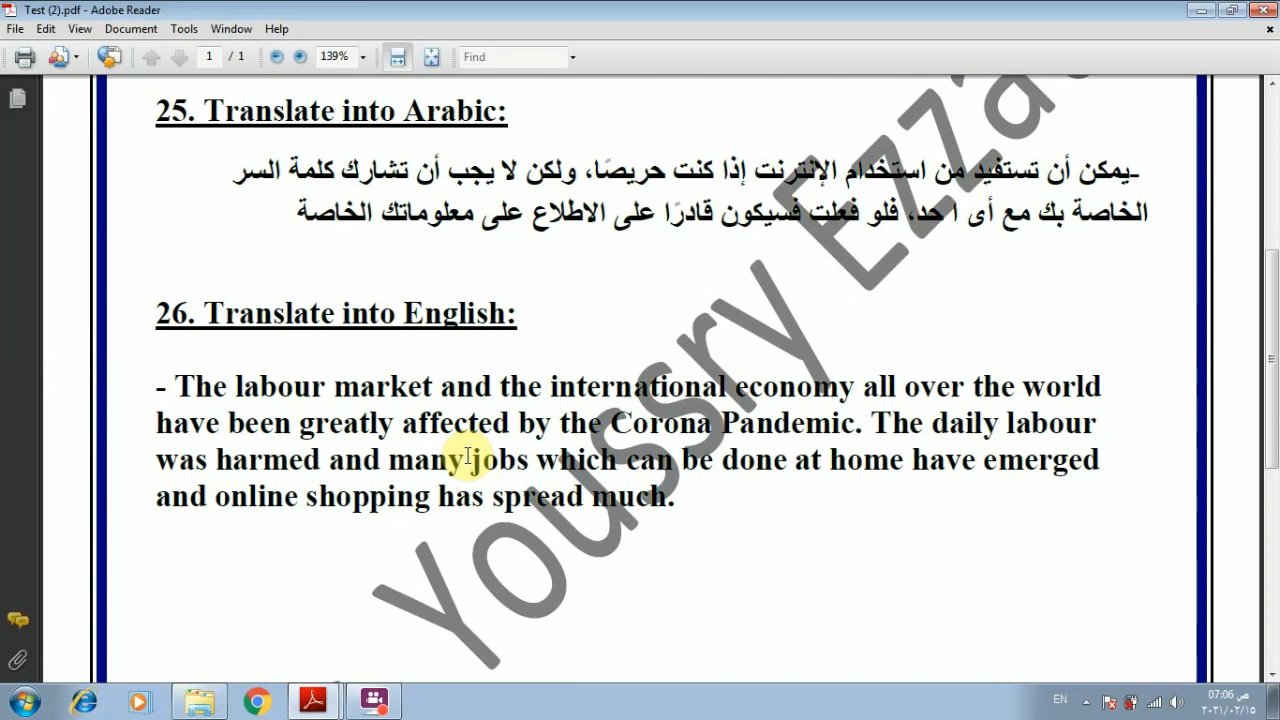 Test (2).pdf - Adobe Reader
File Edit View Document Tools Window Help
1 / 1 139% Find
25. Translate into Arabic:
-يمكن أن تستفيد من استخدام الإنترنت إذا كنت حريصًا، ولكن لا يجب أن تشارك كلمة السر
الخاصة بك مع أى ا حد، فلو فعلت فسيكون قادرًا على الاطلاع على معلوماتك الخاصة
26. Translate into English:
- The labour market and the international economy all over the world
have been greatly affected by the Corona Pandemic. The daily labour
was harmed and many jobs which can be done at home have emerged
and online shopping has spread much.
Youssry Ezza
EN
07:06 ص
٢٠٢١/٠٢/١٥